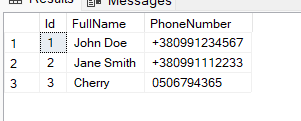 Results Messages
Id FullName PhoneNumber
1 1 John Doe +380991234567
2 2 Jane Smith +380991112233
3 3 Cherry 0506794365